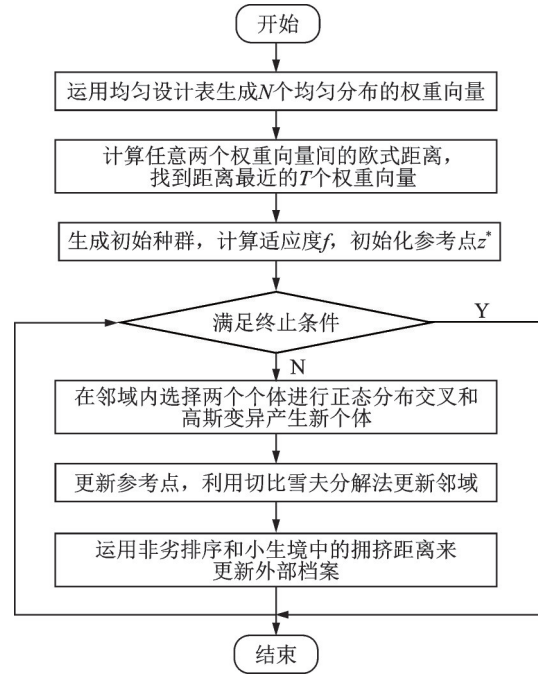 开始
运用均匀设计表生成N个均匀分布的权重向量
计算任意两个权重向量间的欧式距离，
找到距离最近的T个权重向量
生成初始种群，计算适应度f，初始化参考点z*
满足终止条件
Y
N
在邻域内选择两个个体进行正态分布交叉和
高斯变异产生新个体
更新参考点，利用切比雪夫分解法更新邻域
运用非劣排序和小生境中的拥挤距离来
更新外部档案
结束